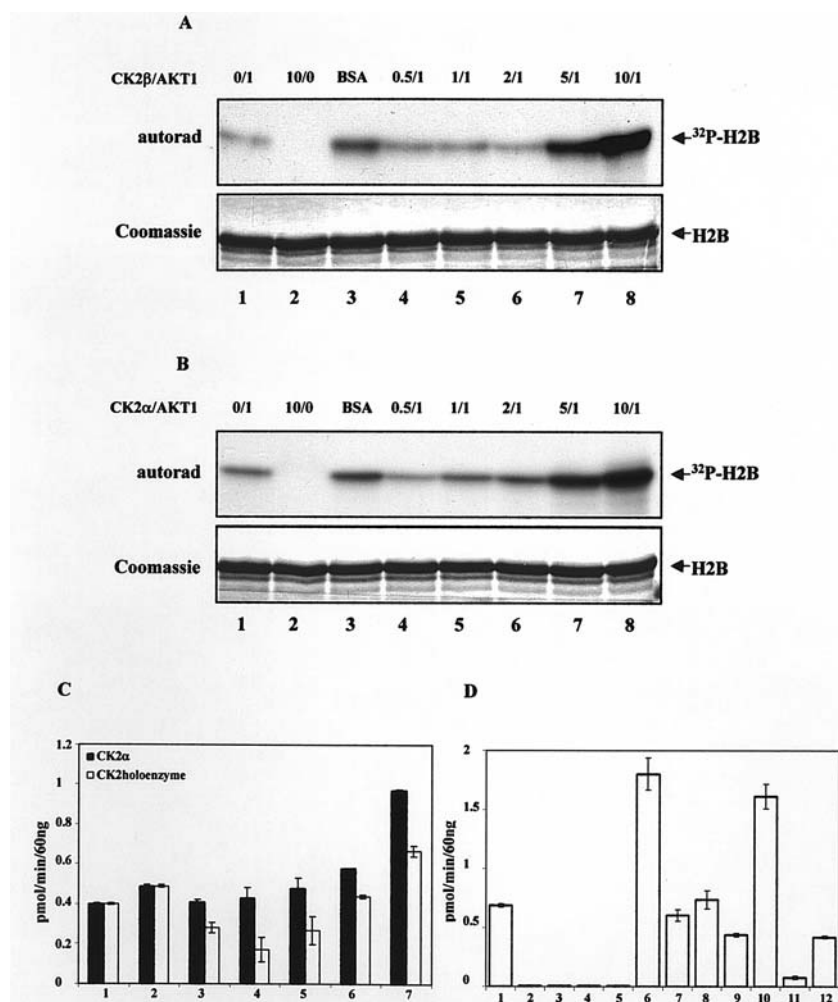 A
CK2β/AKT1 0/1 10/0 BSA 0.5/1 1/1 2/1 5/1 10/1
autorad ³²P-H2B
Coomassie H2B
1 2 3 4 5 6 7 8
B
CK2α/AKT1 0/1 10/0 BSA 0.5/1 1/1 2/1 5/1 10/1
autorad ³²P-H2B
Coomassie H2B
1 2 3 4 5 6 7 8
C
pmol/min/60ng
1.2
1
0.8
0.6
0.4
0.2
0
CK2α
CK2holoenzyme
1 2 3 4 5 6 7
D
pmol/min/60ng
2
1.5
1
0.5
0
1 2 3 4 5 6 7 8 9 10 11 12